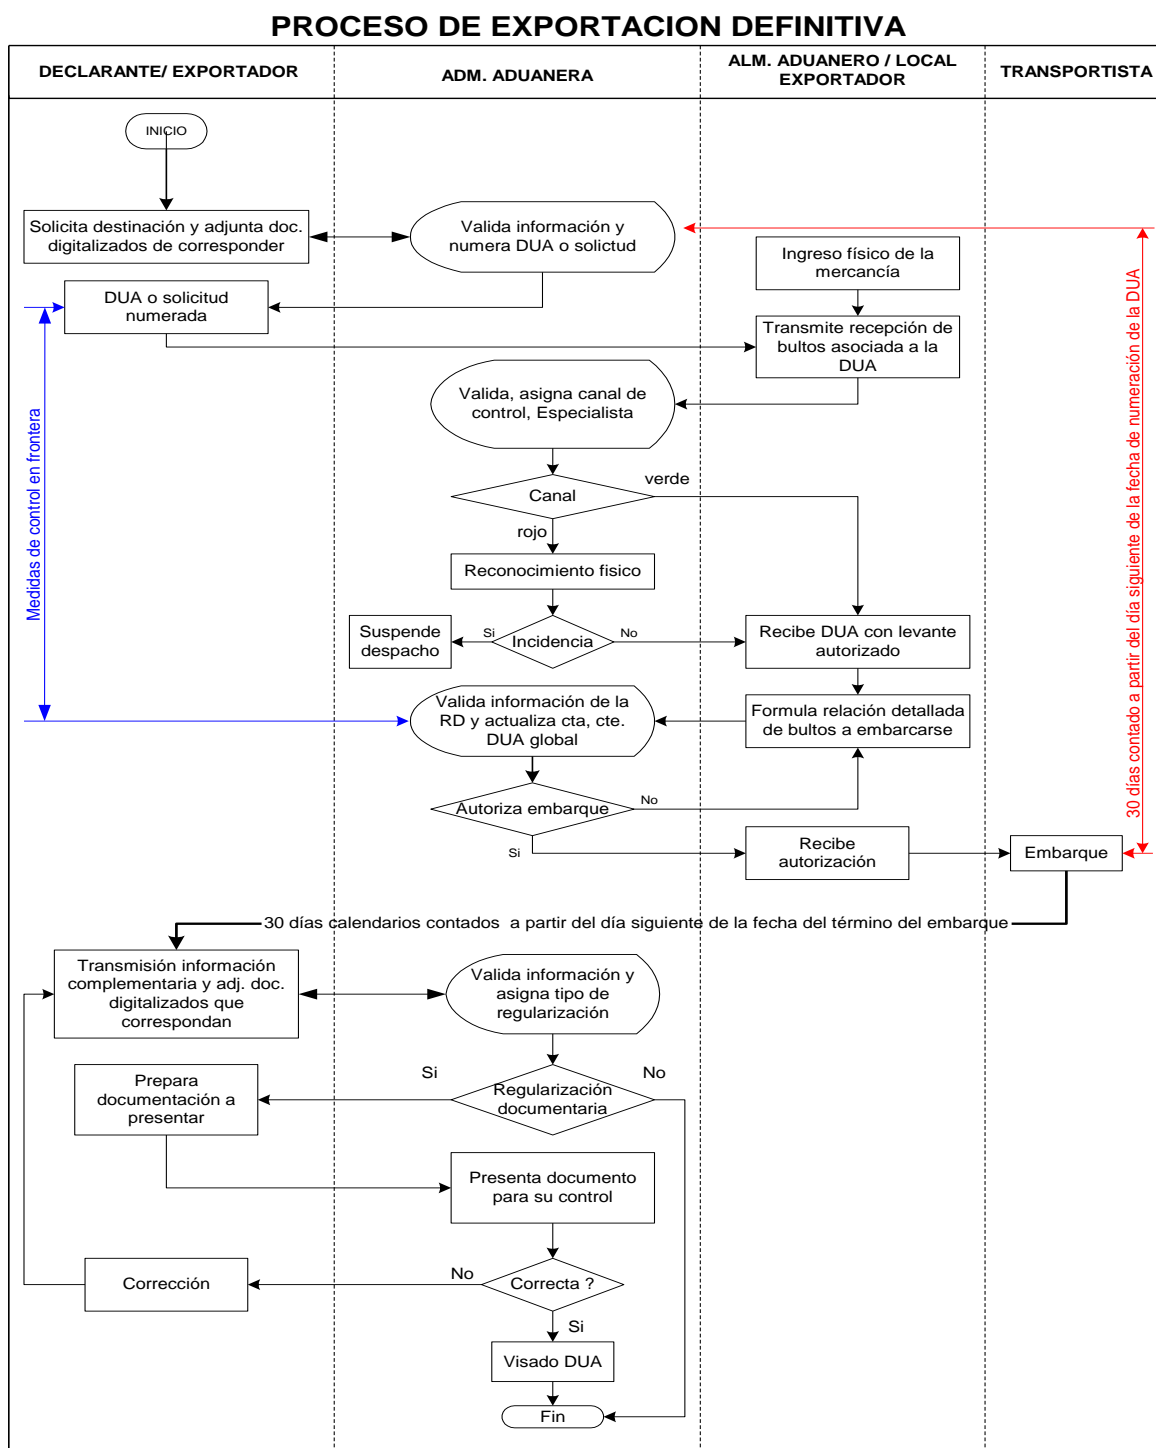 PROCESO DE EXPORTACION DEFINITIVA
DECLARANTE/ EXPORTADOR
ADM. ADUANERA
ALM. ADUANERO / LOCAL
EXPORTADOR
TRANSPORTISTA
INICIO
Solicita destinación y adjunta doc.
digitalizados de corresponder
Valida información y
numera DUA o solictud
Ingreso físico de la
mercancía
DUA o solicitud
numerada
Transmite recepción de
bultos asociada a la
DUA
Valida, asigna canal de
control, Especialista
Canal
verde
rojo
Reconocimiento fisico
Suspende
despacho
Si
Incidencia
No
Recibe DUA con levante
autorizado
Valida información de la
RD y actualiza cta, cte.
DUA global
Formula relación detallada
de bultos a embarcarse
Medidas de control en frontera
30 días contado a partir del día siguiente de la fecha de numeración de la DUA
Autoriza embarque
No
Si
Recibe
autorización
Embarque
30 días calendarios contados a partir del día siguiente de la fecha del término del embarque
Transmisión información
complementaria y adj. doc.
digitalizados que
correspondan
Valida información y
asigna tipo de
regularización
Si
No
Prepara
documentación a
presentar
Regularización
documentaria
Presenta documento
para su control
Corrección
No
Correcta ?
Si
Visado DUA
Fin